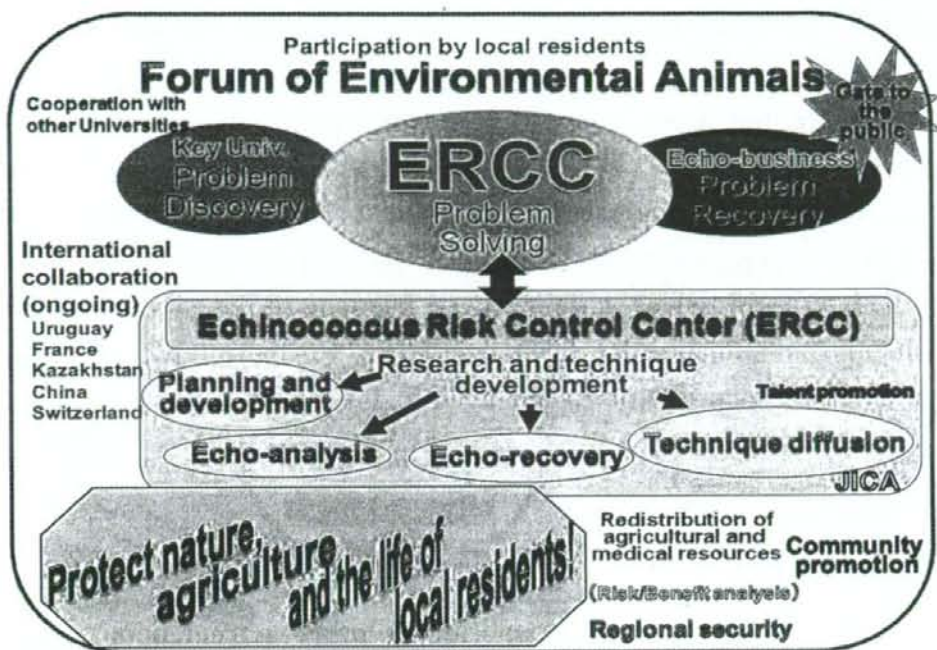 Participation by local residents
Forum of Environmental Animals
Cooperation with
other Universities
Gate to
the
public
Key Univ.
Problem
Discovery
ERCC
Problem
Solving
Echo-business
Problem
Recovery
International
collaboration
(ongoing)
Uruguay
France
Kazakhstan
China
Switzerland
Echinococcus Risk Control Center (ERCC)
Research and technique
development
Planning and
development
Talent promotion
Echo-analysis
Echo-recovery
Technique diffusion
JICA
Protect nature,
agriculture
and the life of
local residents!
Redistribution of
agricultural and
medical resources
Community
promotion
(Risk/Benefit analysis)
Regional security